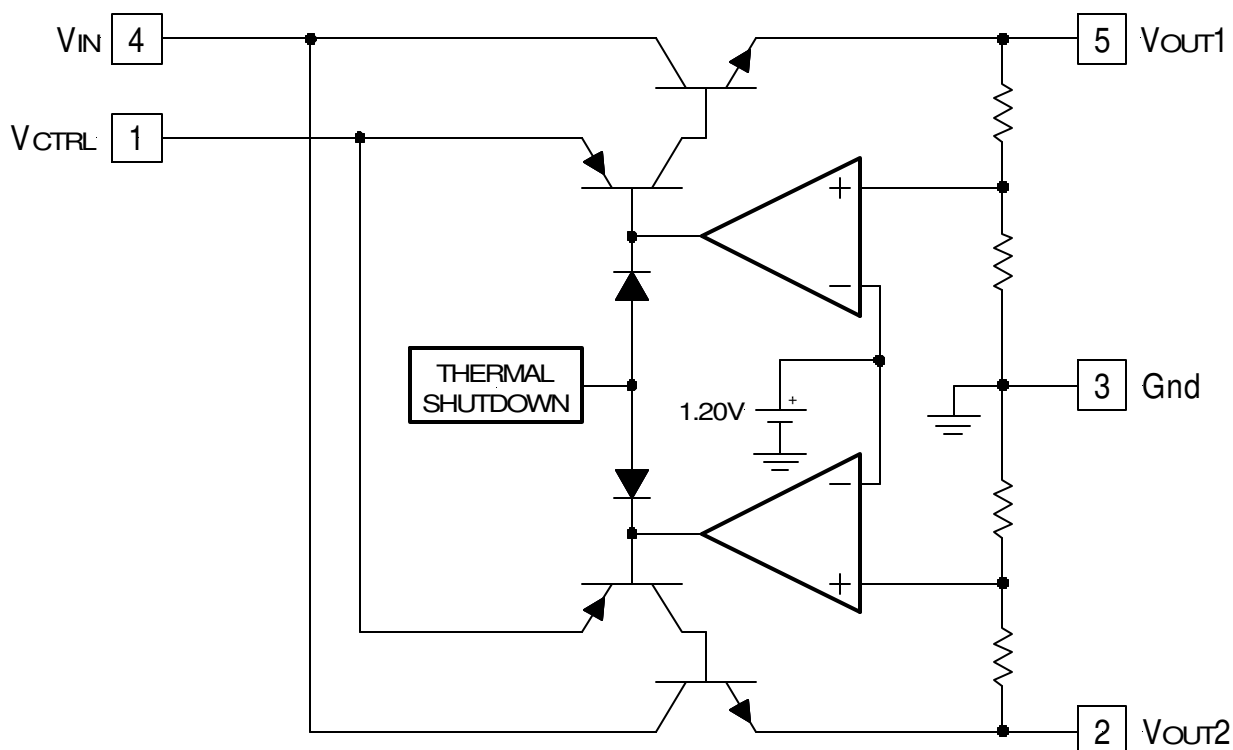 VIN 4
5 VOUT1
VCTRL 1
+
−
THERMAL
SHUTDOWN
1.20V
+
3 Gnd
−
+
2 VOUT2